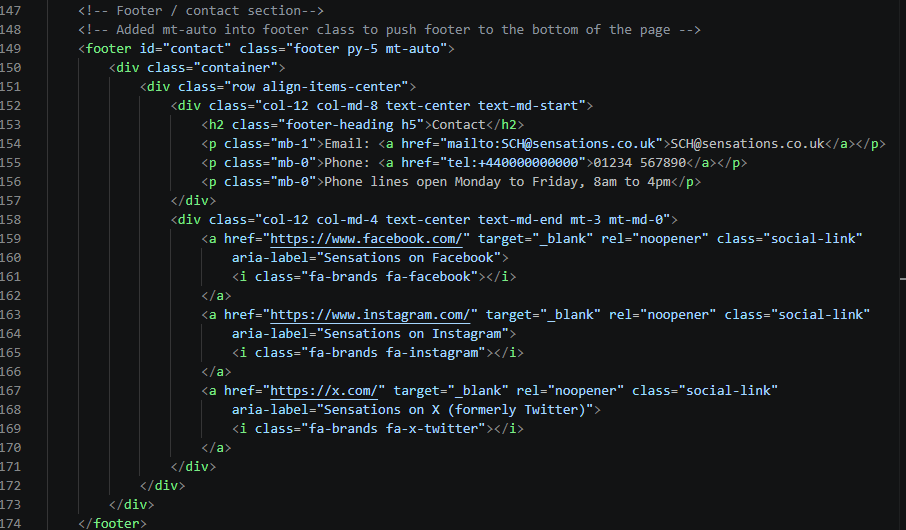 147 <!-- Footer / contact section-->
148 <!-- Added mt-auto into footer class to push footer to the bottom of the page -->
149 <footer id="contact" class="footer py-5 mt-auto">
150 <div class="container">
151 <div class="row align-items-center">
152 <div class="col-12 col-md-8 text-center text-md-start">
153 <h2 class="footer-heading h5">Contact</h2>
154 <p class="mb-1">Email: <a href="mailto:SCH@sensations.co.uk">SCH@sensations.co.uk</a></p>
155 <p class="mb-0">Phone: <a href="tel:+440000000000">01234 567890</a></p>
156 <p class="mb-0">Phone lines open Monday to Friday, 8am to 4pm</p>
157 </div>
158 <div class="col-12 col-md-4 text-center text-md-end mt-3 mt-md-0">
159 <a href="https://www.facebook.com/" target="_blank" rel="noopener" class="social-link"
160 aria-label="Sensations on Facebook">
161 <i class="fa-brands fa-facebook"></i>
162 </a>
163 <a href="https://www.instagram.com/" target="_blank" rel="noopener" class="social-link"
164 aria-label="Sensations on Instagram">
165 <i class="fa-brands fa-instagram"></i>
166 </a>
167 <a href="https://x.com/" target="_blank" rel="noopener" class="social-link"
168 aria-label="Sensations on X (formerly Twitter)">
169 <i class="fa-brands fa-x-twitter"></i>
170 </a>
171 </div>
172 </div>
173 </div>
174 </footer>